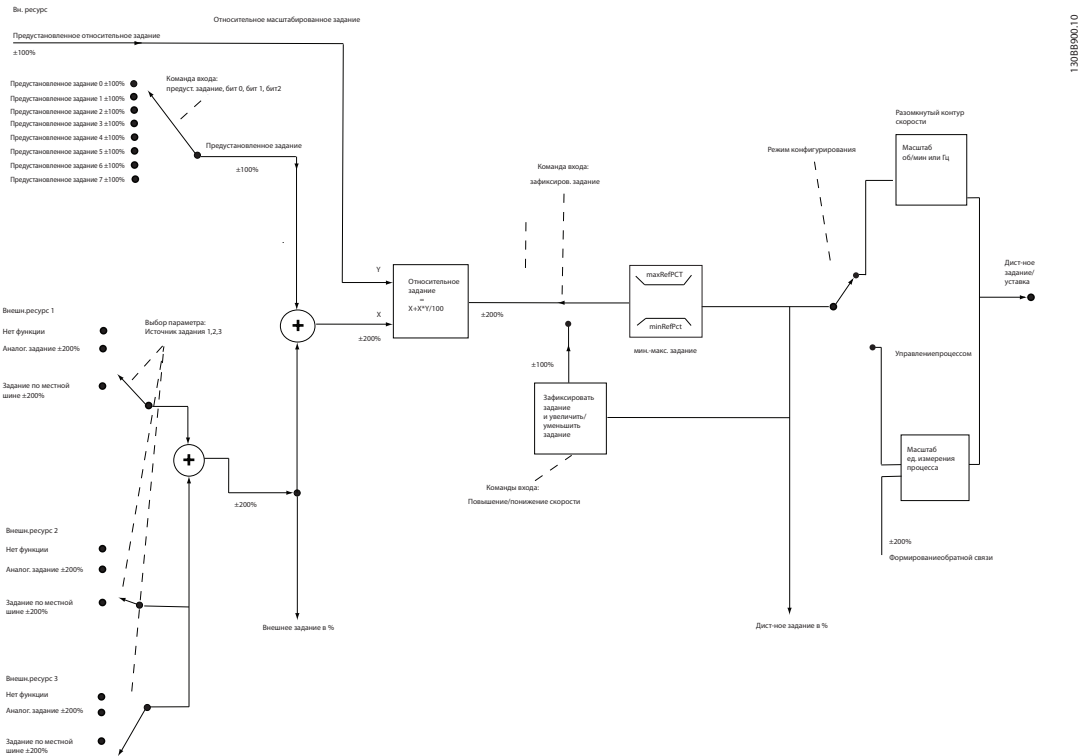 Вн. ресурс
Относительное масштабированное задание
Предустановленное относительное задание
±100%
130BB900.10
Предустановленное задание 0 ±100%
Предустановленное задание 1 ±100%
Предустановленное задание 2 ±100%
Предустановленное задание 3 ±100%
Предустановленное задание 4 ±100%
Предустановленное задание 5 ±100%
Предустановленное задание 6 ±100%
Предустановленное задание 7 ±100%
Команда входа:
предуст. задание, бит 0, бит 1, бит2
Предустановленное задание
±100%
Y
X
±200%
Относительное
задание
=
X+X*Y/100
±200%
Команда входа:
зафиксиров. задание
maxRefPCT
minRefPct
мин.-макс. задание
Режим конфигурирования
Разомкнутый контур
скорости
Масштаб
об/мин или Гц
Дист-ное
задание/
уставка
±100%
Зафиксировать
задание
и увеличить/
уменьшить
задание
Команды входа:
Повышение/понижение скорости
Управлениепроцессом
Масштаб
ед. измерения
процесса
±200%
Формированиеобратной связи
Дист-ное задание в %
Внешн.ресурс 1
Нет функции
Аналог. задание ±200%
Задание по местной
шине ±200%
Выбор параметра:
Источник задания 1,2,3
±200%
Внешнее задание в %
Внешн.ресурс 2
Нет функции
Аналог. задание ±200%
Задание по местной
шине ±200%
Внешн.ресурс 3
Нет функции
Аналог. задание ±200%
Задание по местной
шине ±200%